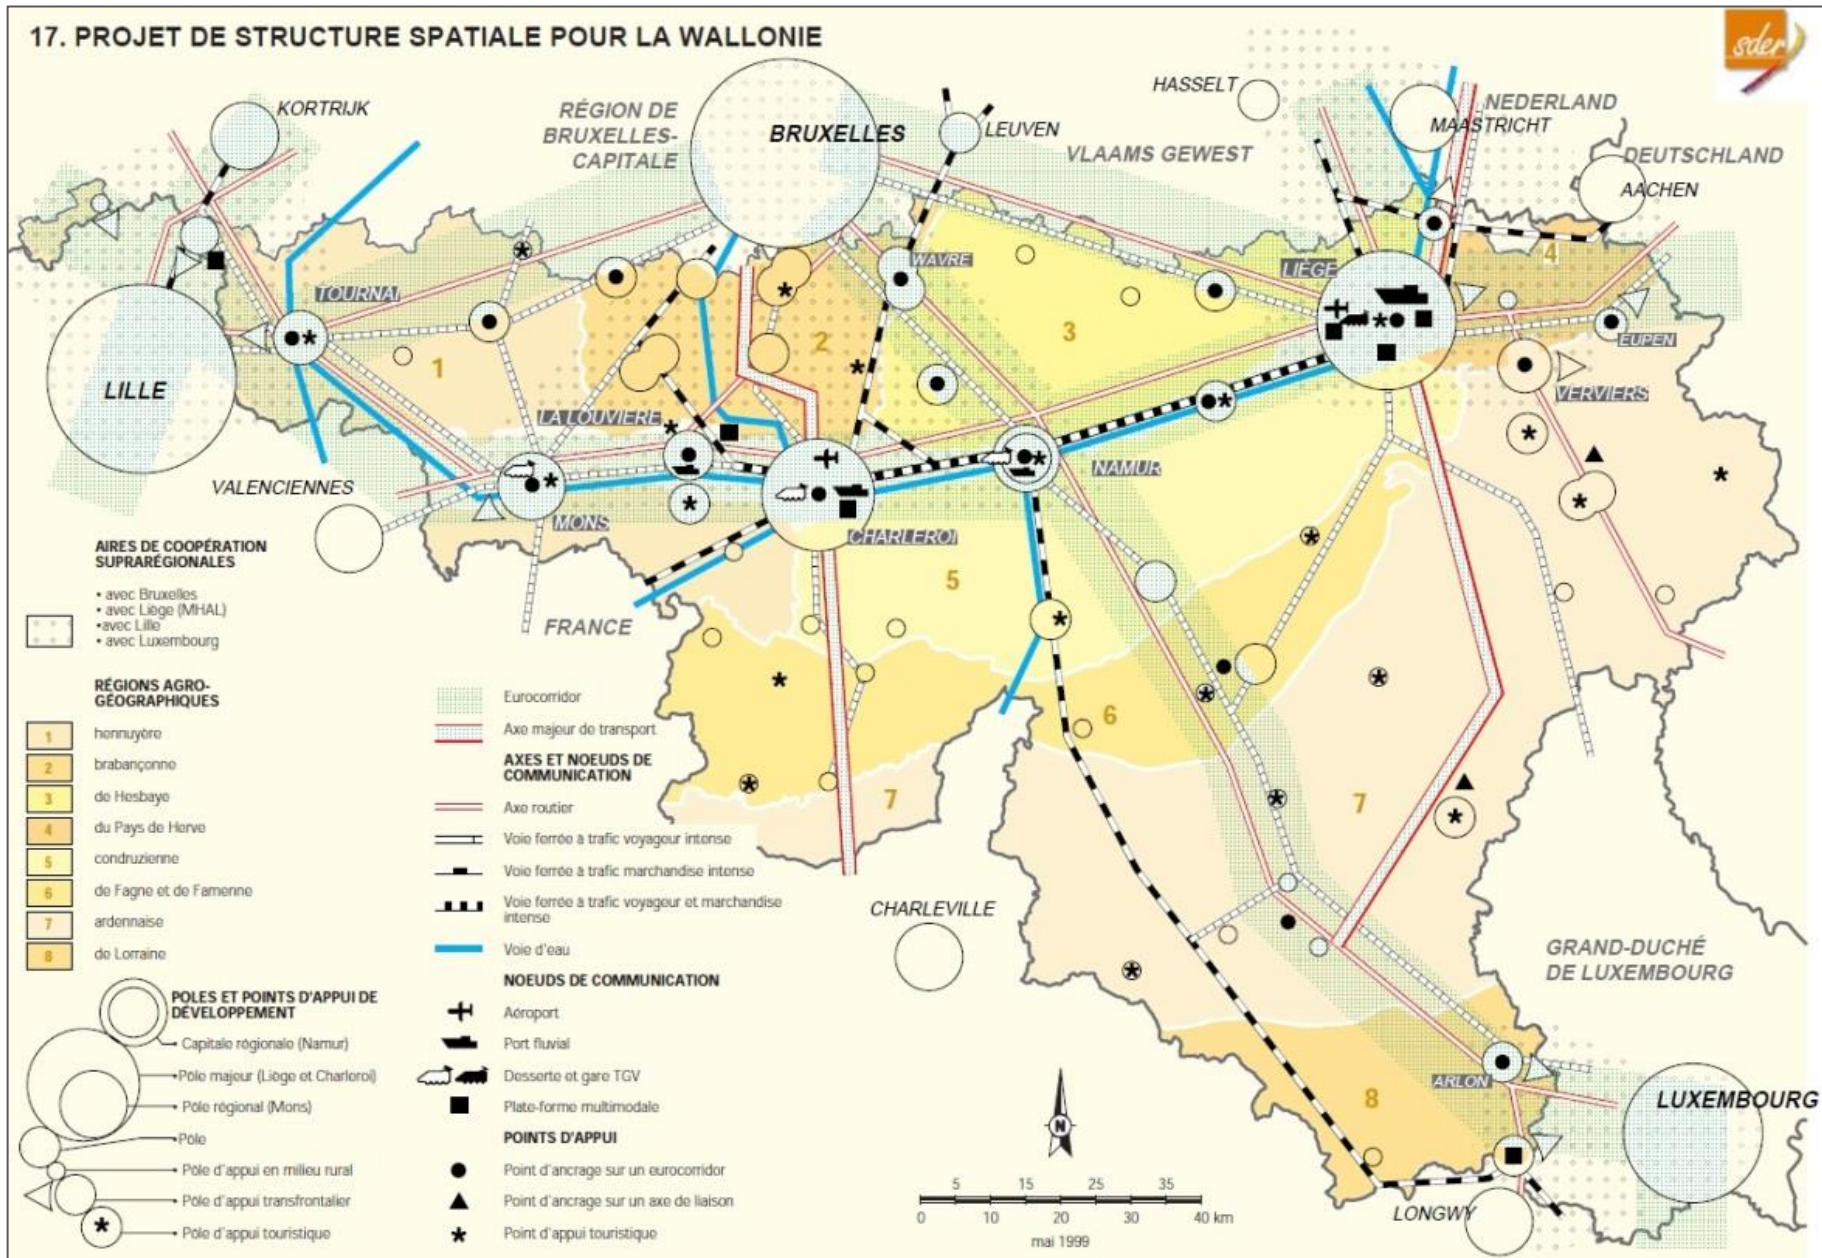 17. PROJET DE STRUCTURE SPATIALE POUR LA WALLONIE
sder
KORTRIJK
RÉGION DE
BRUXELLES-
CAPITALE
BRUXELLES
LEUVEN
HASSELT
VLAAMS GEWEST
NEDERLAND
MAASTRICHT
DEUTSCHLAND
AACHEN
WAVRE
LIÈGE
4
TOURNAI
EUPEN
3
2
1
LILLE
VERVIERS
LA LOUVIERE
NAMUR
VALENCIENNES
MONS
CHARLEROI
5
FRANCE
6
7
7
CHARLEVILLE
GRAND-DUCHÉ
DE LUXEMBOURG
ARLON
8
LUXEMBOURG
LONGWY
AIRES DE COOPÉRATION
SUPRARÉGIONALES
• avec Bruxelles
• avec Liège (MHAL)
•avec Lille
• avec Luxembourg
RÉGIONS AGRO-
GÉOGRAPHIQUES
1 hennuyère
2 brabançonne
3 de Hesbaye
4 du Pays de Herve
5 condruzienne
6 de Fagne et de Famenne
7 ardennaise
8 de Lorraine
POLES ET POINTS D'APPUI DE
DÉVELOPPEMENT
Capitale régionale (Namur)
Pôle majeur (Liège et Charleroi)
Pôle régional (Mons)
Pôle
Pôle d'appui en milieu rural
Pôle d'appui transfrontalier
Pôle d'appui touristique
Eurocorridor
Axe majeur de transport
AXES ET NOEUDS DE
COMMUNICATION
Axe routier
Voie ferrée à trafic voyageur intense
Voie ferrée à trafic marchandise intense
Voie ferrée à trafic voyageur et marchandise
intense
Voie d'eau
NOEUDS DE COMMUNICATION
Aéroport
Port fluvial
Desserte et gare TGV
Plate-forme multimodale
POINTS D'APPUI
Point d'ancrage sur un eurocorridor
Point d'ancrage sur un axe de liaison
Point d'appui touristique
N
5 15 25 35
0 10 20 30 40 km
mai 1999